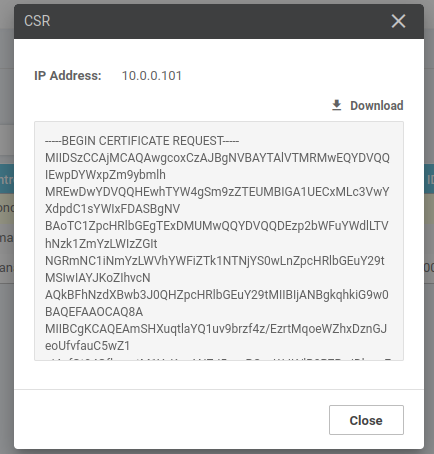 CSR
IP Address: 10.0.0.101
Download
-----BEGIN CERTIFICATE REQUEST-----
MIIDSzCCAjMCAQAwgcoxCzAJBgNVBAYTAlVTMRMwEQYDVQQ
IEwpDYWxpZm9ybmlh
MREwDwYDVQQHEwhTYW4gSm9zZTEUMBIGA1UECxMLc3VwY
XdpdC1sYWIxFDASBgNV
BAoTC1ZpcHRlbGEgTExDMUMwQQYDVQQDEzp2bWFuYWdlLTV
hNzk1ZmYzLWIzZGIt
NGRmNC1iNmYzLWVhYWFiZTk1NTNjYS0wLnZpcHRlbGEuY29t
MSIwIAYJKoZIhvcN
AQkBFhNzdXBwb3J0QHZpcHRlbGEuY29tMIIBIjANBgkqhkiG9w0
BAQEFAAOCAQ8A
MIIBCgKCAQEAmSHXuqtlaYQ1uv9brzf4z/EzrtMqoeWZhxDznGJ
eoUfvfauC5wZ1
Close